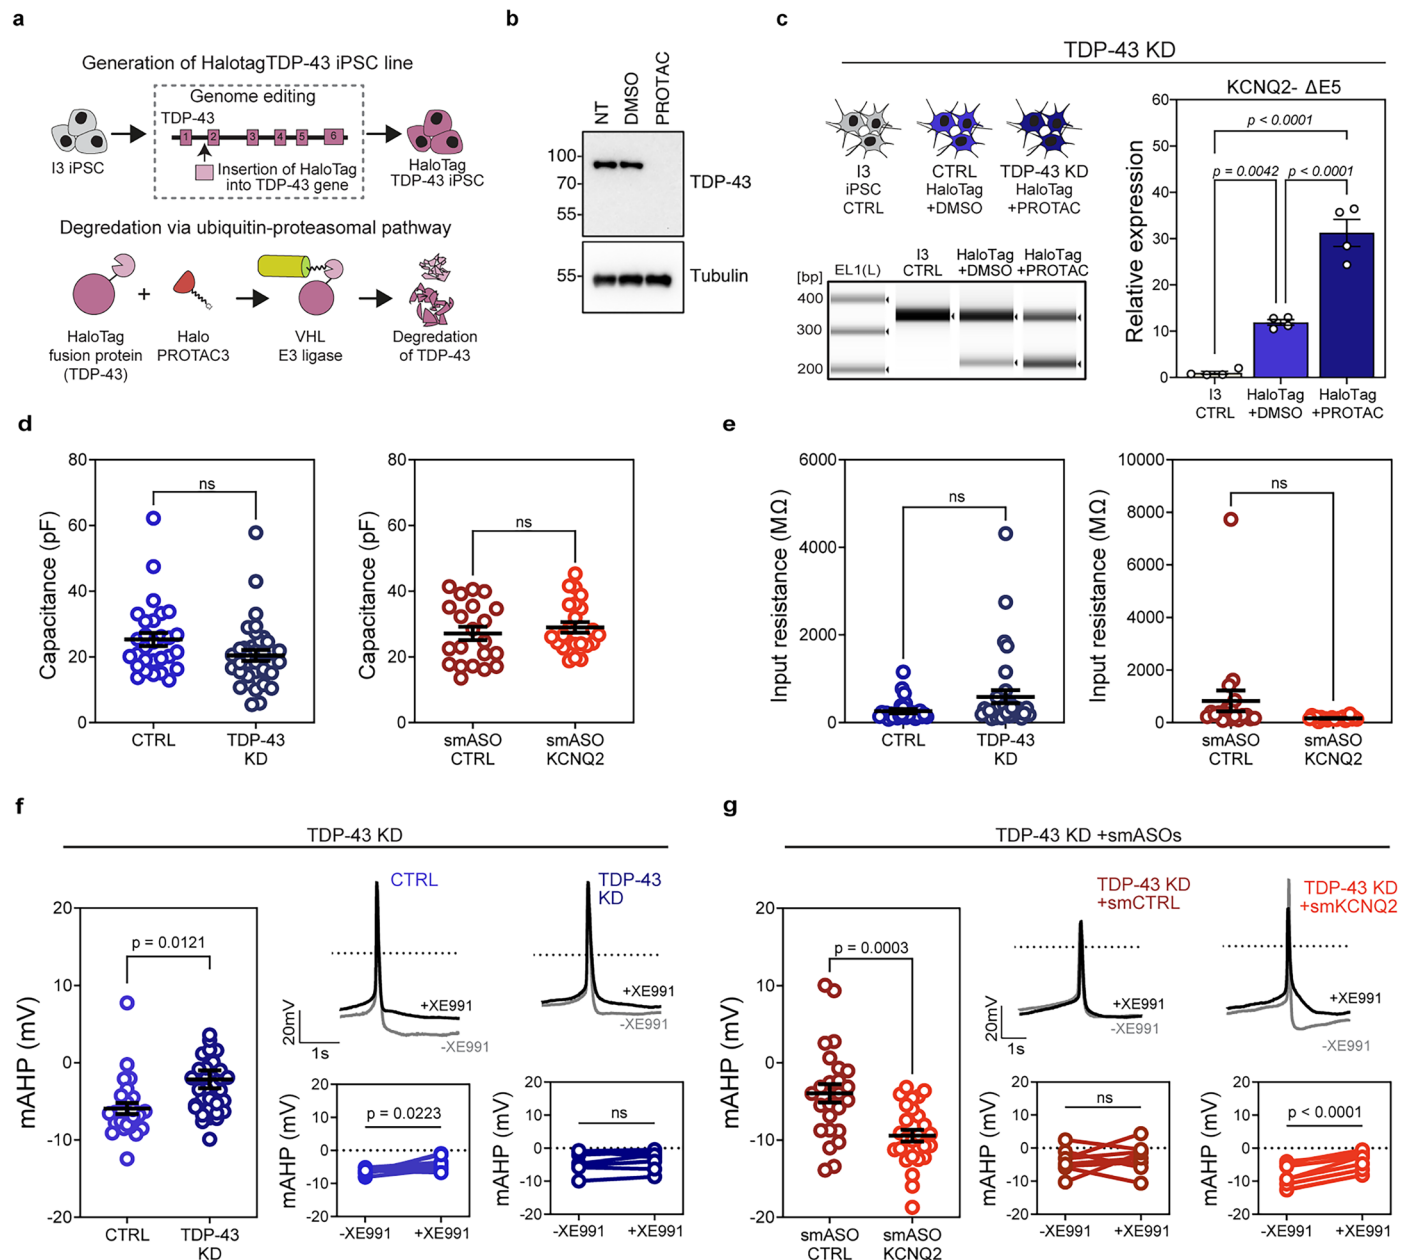 a
Generation of HalotagTDP-43 iPSC line
Genome editing
TDP-43
1 2 3 4 5 6
I3 iPSC
Insertion of HaloTag
into TDP-43 gene
HaloTag
TDP-43 iPSC
Degradation via ubiquitin-proteasomal pathway
+
HaloTag
fusion protein
(TDP-43)
Halo
PROTAC3
VHL
E3 ligase
Degradation
of TDP-43
b
NT
DMSO
PROTAC
100
70
55
TDP-43
55
Tubulin
c
TDP-43 KD
I3
iPSC
CTRL
CTRL
HaloTag
+DMSO
TDP-43 KD
HaloTag
+PROTAC
[bp]
EL1(L)
I3
CTRL
HaloTag
+DMSO
HaloTag
+PROTAC
400
300
200
KCNQ2- ΔE5
Relative expression
60
50
40
30
20
10
0
p < 0.0001
p = 0.0042
p < 0.0001
I3
CTRL
HaloTag
+DMSO
HaloTag
+PROTAC
d
Capacitance (pF)
80
60
40
20
0
ns
CTRL
TDP-43
KD
Capacitance (pF)
80
60
40
20
0
ns
smASO
CTRL
smASO
KCNQ2
e
Input resistance (MΩ)
6000
4000
2000
0
ns
CTRL
TDP-43
KD
Input resistance (MΩ)
10000
8000
6000
4000
2000
0
ns
smASO
CTRL
smASO
KCNQ2
f
TDP-43 KD
mAHP (mV)
20
10
0
-10
-20
p = 0.0121
CTRL
TDP-43
KD
CTRL
+XE991
-XE991
20mV
1s
TDP-43
KD
+XE991
-XE991
mAHP (mV)
20
10
0
-10
-20
p = 0.0223
-XE991
+XE991
mAHP (mV)
20
10
0
-10
-20
ns
-XE991
+XE991
g
TDP-43 KD +smASOs
mAHP (mV)
20
10
0
-10
-20
p = 0.0003
smASO
CTRL
smASO
KCNQ2
TDP-43 KD
+smCTRL
+XE991
-XE991
20mV
1s
TDP-43 KD
+smKCNQ2
+XE991
-XE991
mAHP (mV)
20
10
0
-10
-20
ns
-XE991
+XE991
mAHP (mV)
20
10
0
-10
-20
p < 0.0001
-XE991
+XE991